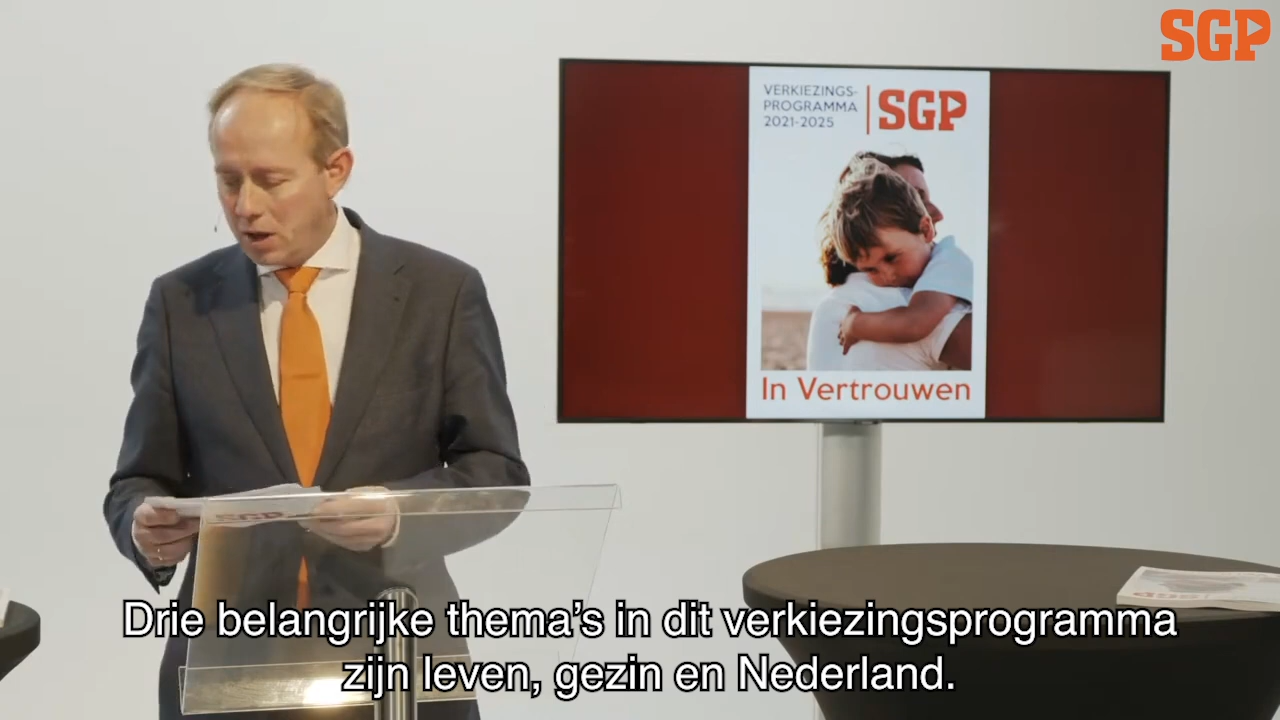 SGP
VERKIEZINGS-
PROGRAMMA
2021-2025
SGP
In Vertrouwen
SGP
Drie belangrijke thema's in dit verkiezingsprogramma
zijn leven, gezin en Nederland.